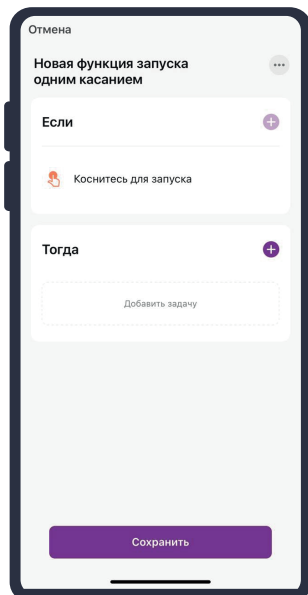 Отмена
Новая функция запуска
одним касанием
Если
Коснитесь для запуска
Тогда
Добавить задачу
Сохранить